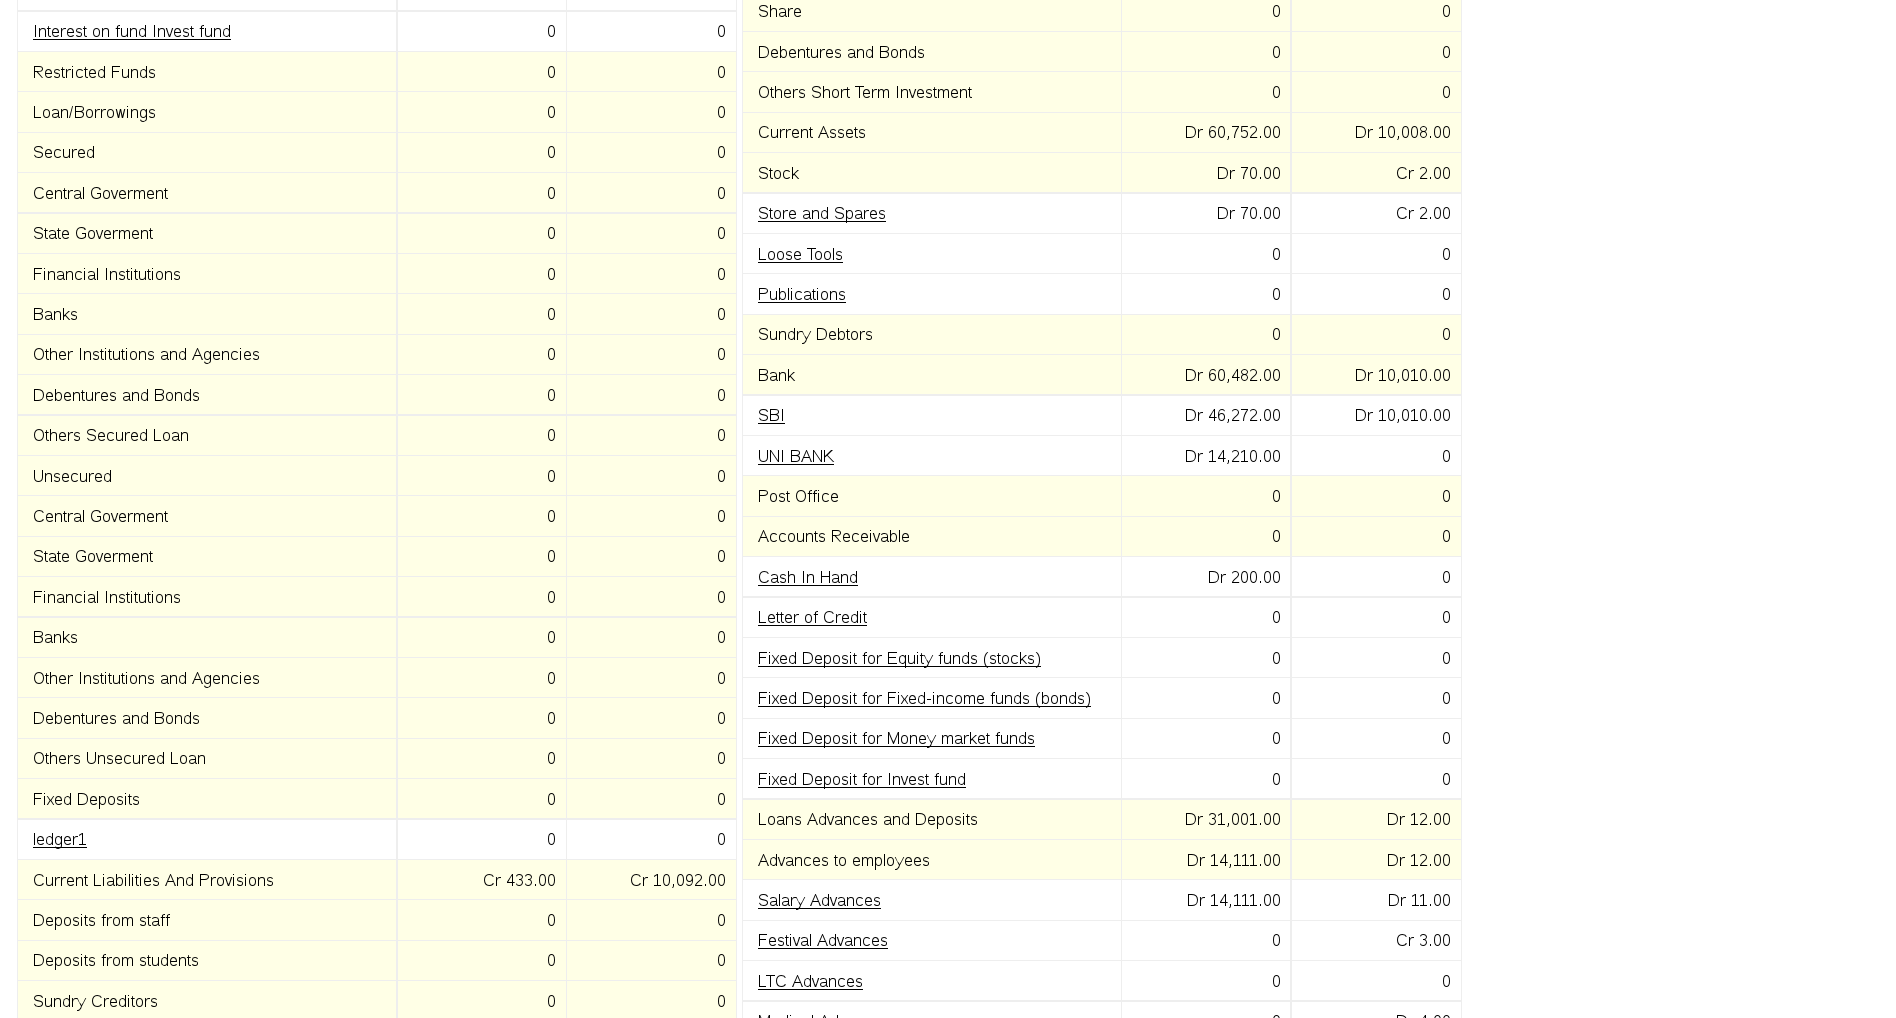 Interest on fund Invest fund 0 0
Restricted Funds 0 0
Loan/Borrowings 0 0
Secured 0 0
Central Goverment 0 0
State Goverment 0 0
Financial Institutions 0 0
Banks 0 0
Other Institutions and Agencies 0 0
Debentures and Bonds 0 0
Others Secured Loan 0 0
Unsecured 0 0
Central Goverment 0 0
State Goverment 0 0
Financial Institutions 0 0
Banks 0 0
Other Institutions and Agencies 0 0
Debentures and Bonds 0 0
Others Unsecured Loan 0 0
Fixed Deposits 0 0
ledger1 0 0
Current Liabilities And Provisions Cr 433.00 Cr 10,092.00
Deposits from staff 0 0
Deposits from students 0 0
Sundry Creditors 0 0
Share 0 0
Debentures and Bonds 0 0
Others Short Term Investment 0 0
Current Assets Dr 60,752.00 Dr 10,008.00
Stock Dr 70.00 Cr 2.00
Store and Spares Dr 70.00 Cr 2.00
Loose Tools 0 0
Publications 0 0
Sundry Debtors 0 0
Bank Dr 60,482.00 Dr 10,010.00
SBI Dr 46,272.00 Dr 10,010.00
UNI BANK Dr 14,210.00 0
Post Office 0 0
Accounts Receivable 0 0
Cash In Hand Dr 200.00 0
Letter of Credit 0 0
Fixed Deposit for Equity funds (stocks) 0 0
Fixed Deposit for Fixed-income funds (bonds) 0 0
Fixed Deposit for Money market funds 0 0
Fixed Deposit for Invest fund 0 0
Loans Advances and Deposits Dr 31,001.00 Dr 12.00
Advances to employees Dr 14,111.00 Dr 12.00
Salary Advances Dr 14,111.00 Dr 11.00
Festival Advances 0 Cr 3.00
LTC Advances 0 0